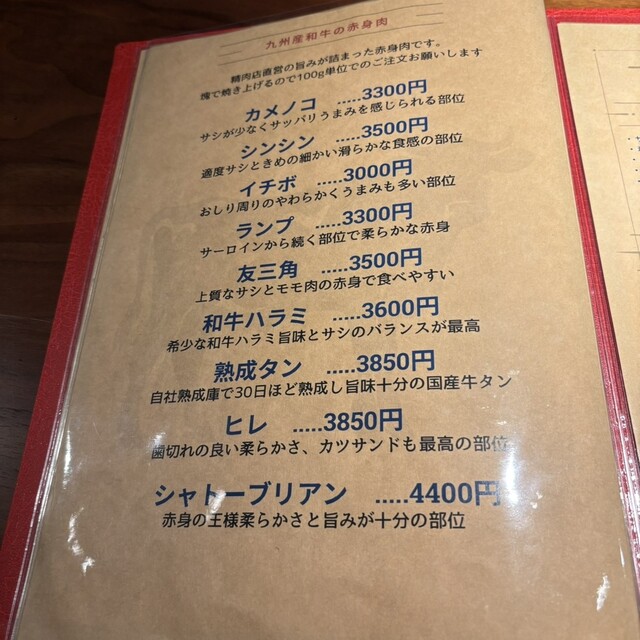 九州産和牛の赤身肉
精肉店直営の旨みが詰まった赤身肉です。
塊で焼き上げるので100g単位でのご注文お願いします
カメノコ .....3300円
サシが少なくサッパリうまみを感じられる部位
シンシン .....3500円
適度サシときめの細かい滑らかな食感の部位
イチボ .....3000円
おしり周りのやわらかくうまみも多い部位
ランプ .....3300円
サーロインから続く部位で柔らかな赤身
友三角 .....3500円
上質なサシとモモ肉の赤身で食べやすい
和牛ハラミ .....3600円
希少な和牛ハラミ旨味とサシのバランスが最高
熟成タン .....3850円
自社熟成庫で30日ほど熟成し旨味十分の国産牛タン
ヒレ .....3850円
歯切れの良い柔らかさ、カツサンドも最高の部位
シャトーブリアン .....4400円
赤身の王様柔らかさと旨みが十分の部位